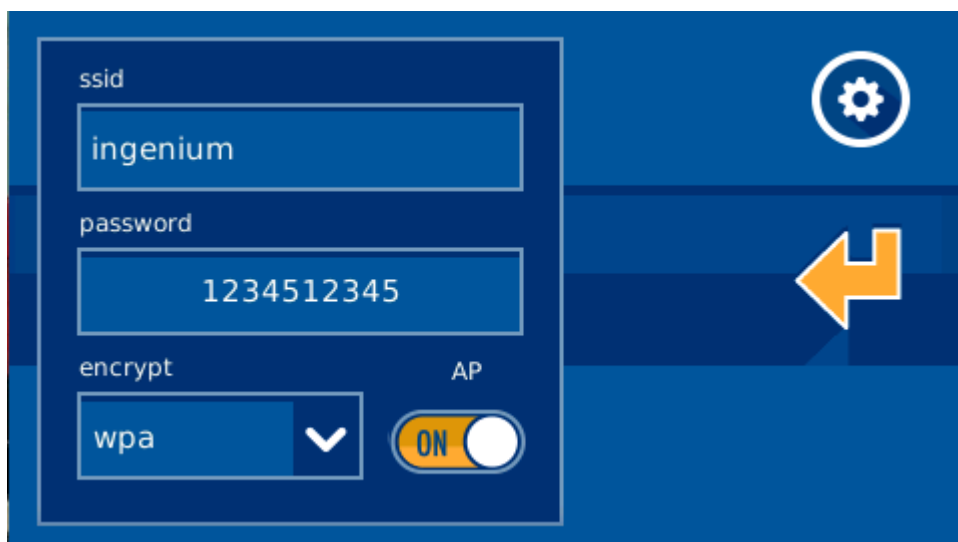 ssid
ingenium
password
1234512345
encrypt
AP
wpa
ON